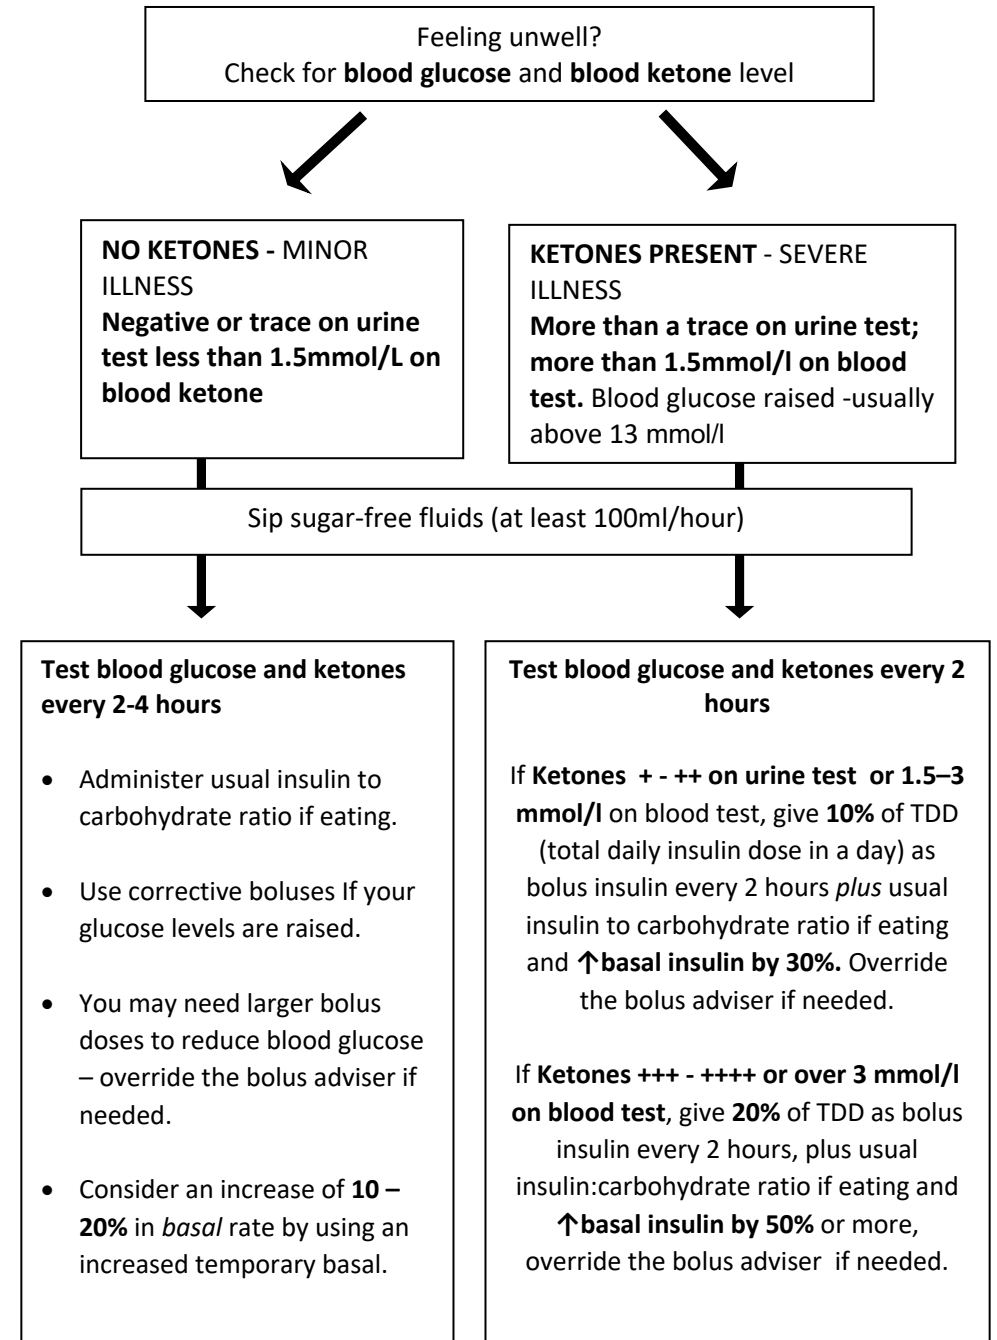 Feeling unwell?
Check for blood glucose and blood ketone level
NO KETONES - MINOR
ILLNESS
Negative or trace on urine
test less than 1.5mmol/L on
blood ketone
KETONES PRESENT - SEVERE
ILLNESS
More than a trace on urine test;
more than 1.5mmol/l on blood
test. Blood glucose raised -usually
above 13 mmol/l
Sip sugar-free fluids (at least 100ml/hour)
Test blood glucose and ketones
every 2-4 hours
• Administer usual insulin to
carbohydrate ratio if eating.
• Use corrective boluses If your
glucose levels are raised.
• You may need larger bolus
doses to reduce blood glucose
– override the bolus adviser if
needed.
• Consider an increase of 10 –
20% in basal rate by using an
increased temporary basal.
Test blood glucose and ketones every 2
hours
If Ketones + - ++ on urine test or 1.5–3
mmol/l on blood test, give 10% of TDD
(total daily insulin dose in a day) as
bolus insulin every 2 hours plus usual
insulin to carbohydrate ratio if eating
and ↑basal insulin by 30%. Override
the bolus adviser if needed.
If Ketones +++ - ++++ or over 3 mmol/l
on blood test, give 20% of TDD as bolus
insulin every 2 hours, plus usual
insulin:carbohydrate ratio if eating and
↑basal insulin by 50% or more,
override the bolus adviser if needed.